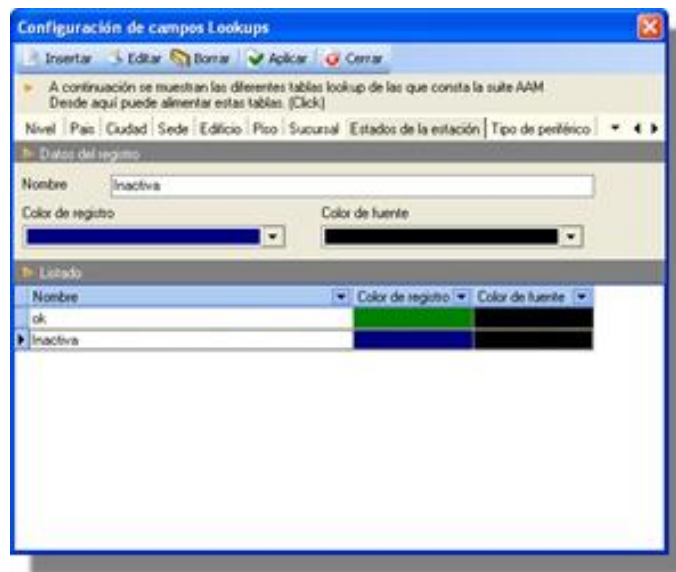 Configuración de campos Lookups
Insertar Editar Borrar Aplicar Cerrar
A continuación se muestran las diferentes tablas lookup de las que consta la suite AAM
Desde aquí puede alimentar estas tablas. (Click)
Nivel Pais Ciudad Sede Edificio Piso Sucursal Estados de la estación Tipo de periférico
Datos del registro
Nombre Inactiva
Color de registro Color de fuente
Listado
Nombre Color de registro Color de fuente
ok
Inactiva